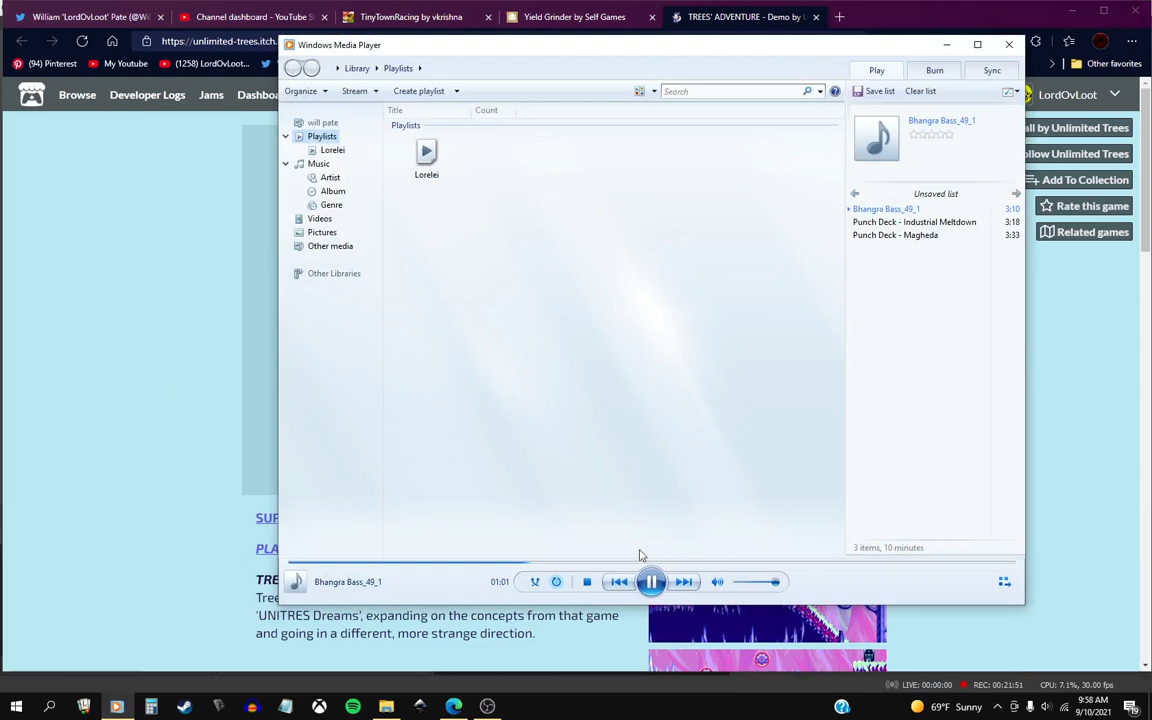 William 'LordOvLoot' Pate (@Wi
Channel dashboard - YouTube S
TinyTownRacing by vkrishna
Yield Grinder by Self Games
TREES' ADVENTURE - Demo by U
https://unlimited-trees.itch.
(94) Pinterest
My Youtube
(1258) LordOvLoot...
Other favorites
Browse
Developer Logs
Jams
Dashboa
LordOvLoot
Windows Media Player
Library
Playlists
Play
Burn
Sync
Organize
Stream
Create playlist
Search
Save list
Clear list
Title
Count
will pate
Playlists
Lorelei
Music
Artist
Album
Genre
Videos
Pictures
Other media
Other Libraries
Playlists
Lorelei
Bhangra Bass_49_1
Unsaved list
Bhangra Bass_49_1 3:10
Punch Deck - Industrial Meltdown 3:18
Punch Deck - Magheda 3:33
3 items, 10 minutes
all by Unlimited Trees
ollow Unlimited Trees
Add To Collection
Rate this game
Related games
Bhangra Bass_49_1
01:01
SUP
PLA
TRE
Tree
'UNITRES Dreams', expanding on the concepts from that game
and going in a different, more strange direction.
LIVE: 00:00:00
REC: 00:21:51
CPU: 7.1%, 30.00 fps
69°F Sunny
9:58 AM
9/10/2021
19